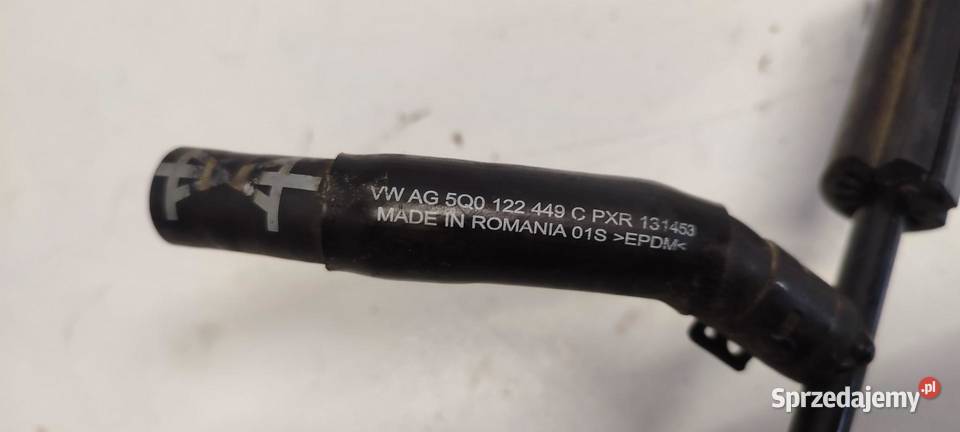 VW AG 5Q0 122 449 C PXR 131453
MADE IN ROMANIA 01S >EPDM<
Sprzedajemy.pl